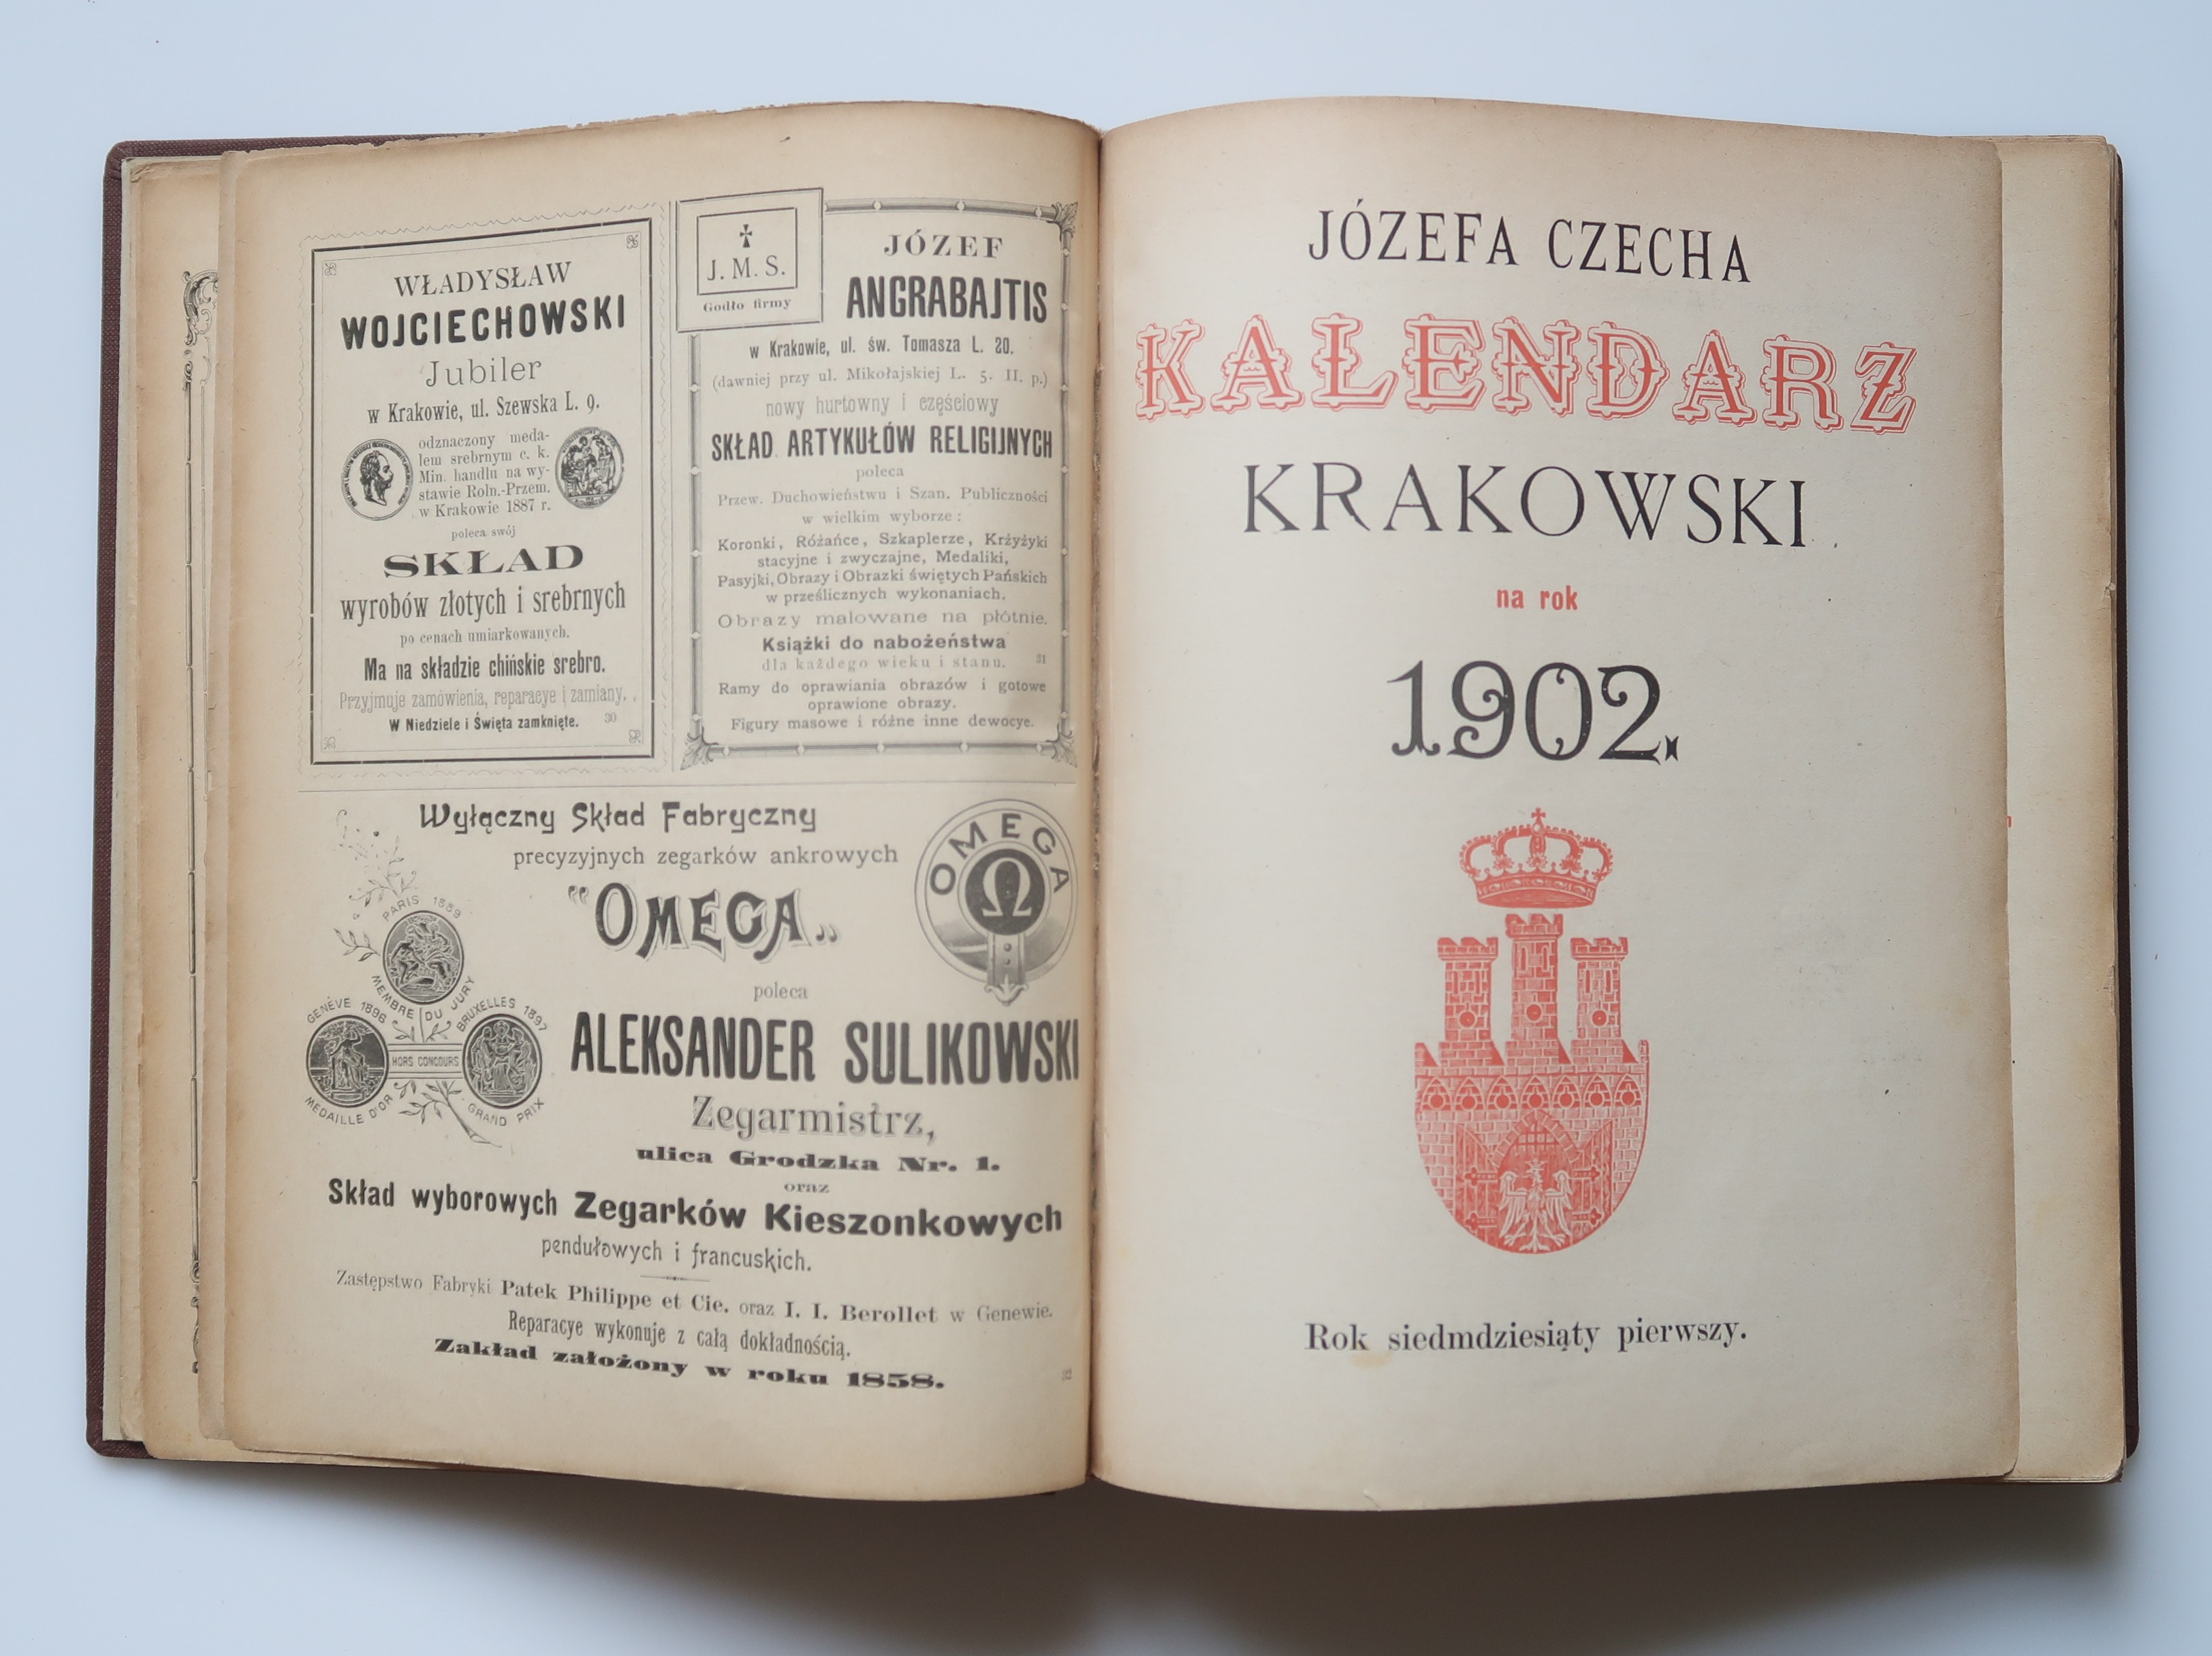 WŁADYSŁAW
WOJCIECHOWSKI
Jubiler
w Krakowie, ul. Szewska L. 9.
odznaczony meda-
lem srebrnym c. k.
Min. handlu na wy-
stawie Roln.-Przem.
w Krakowie 1887 r.
poleca swój
SKŁAD
wyrobów złotych i srebrnych
po cenach umiarkowanych.
Ma na składzie chińskie srebro.
Przyjmuje zamówienia, reparacye i zamiany.
W Niedziele i Święta zamknięte. 30
J. M. S.
Godło firmy
JÓZEF
ANGRABAJTIS
w Krakowie, ul. św. Tomasza L. 20.
(dawniej przy ul. Mikołajskiej L. 5. II. p.)
nowy hurtowny i częściowy
SKŁAD ARTYKUŁÓW RELIGIJNYCH
poleca
Przew. Duchowieństwu i Szan. Publiczności
w wielkim wyborze:
Koronki, Różańce, Szkaplerze, Krżyżyki
stacyjne i zwyczajne, Medaliki,
Pasyjki, Obrazy i Obrazki świętych Pańskich
w prześlicznych wykonaniach.
Obrazy malowane na płótnie.
Książki do nabożeństwa
dla każdego wieku i stanu. 31
Ramy do oprawiania obrazów i gotowe
oprawione obrazy.
Figury masowe i różne inne dewocye.
Wyłączny Skład Fabryczny
precyzyjnych zegarków ankrowych
"OMEGA„
OMEGA
Ω
PARIS 1889
MEMBRE DU JURY
GENÈVE 1896
MEDAILLE D'OR
HORS CONCOURS
BRUXELLES 1897
GRAND PRIX
poleca
ALEKSANDER SULIKOWSKI
Zegarmistrz,
ulica Grodzka Nr. 1.
oraz
Skład wyborowych Zegarków Kieszonkowych
pendułowych i francuskich.
Zastępstwo Fabryki Patek Philippe et Cie. oraz I. I. Berollet w Genewie.
Reparacye wykonuje z całą dokładnością.
Zakład założony w roku 1858. 32
JÓZEFA CZECHA
KALENDARZ
KRAKOWSKI
na rok
1902.
Rok siedmdziesiąty pierwszy.